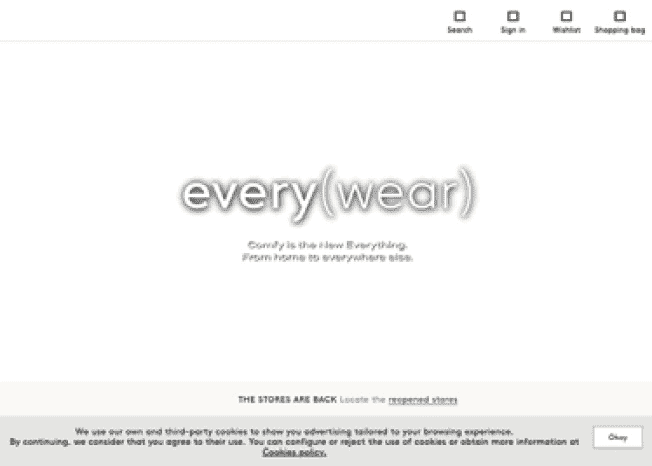 Search Sign in Wishlist Shopping bag
every(wear)
Comfy is the New Everything.
From home to everywhere else.
THE STORES ARE BACK Locate the reopened stores
We use our own and third-party cookies to show you advertising tailored to your browsing experience.
By continuing, we consider that you agree to their use. You can configure or reject the use of cookies or obtain more information at
Cookies policy.
Okay